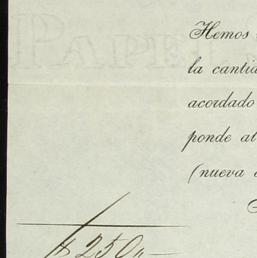 Hemos
la cantid
acordado
ponde at
(nueva
$ 250